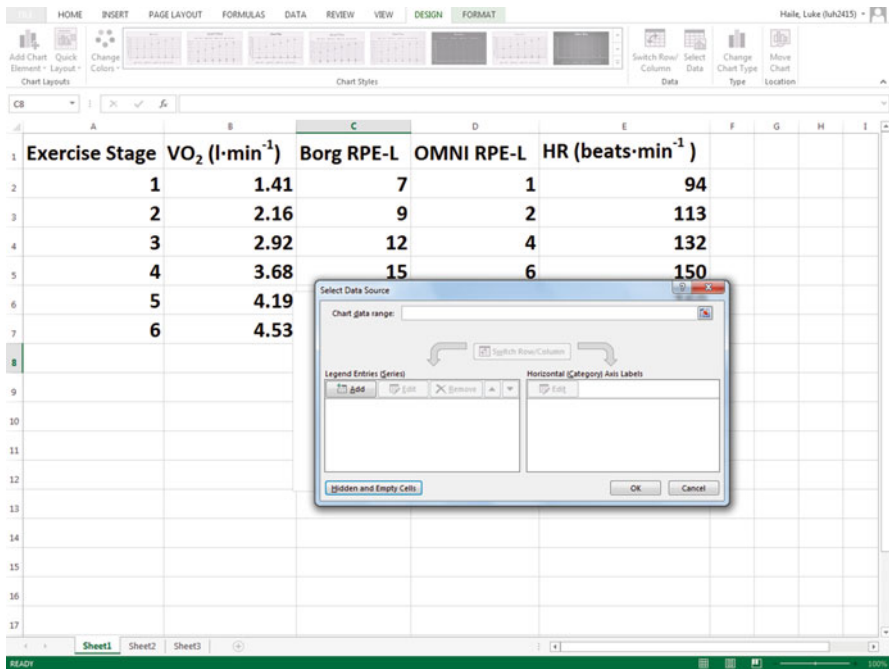 FILE HOME INSERT PAGE LAYOUT FORMULAS DATA REVIEW VIEW DESIGN FORMAT Haile, Luke (luh2415)
Add Chart Element Quick Layout Change Colors Switch Row/ Column Select Data Change Chart Type Move Chart
Chart Layouts Chart Styles Data Type Location
C8 fx
A B C D E F G H I
1 Exercise Stage VO₂ (l·min⁻¹) Borg RPE-L OMNI RPE-L HR (beats·min⁻¹ )
2 1 1.41 7 1 94
3 2 2.16 9 2 113
4 3 2.92 12 4 132
5 4 3.68 15 6 150
6 5 4.19
7 6 4.53
8
9
10
11
12
13
14
15
16
17
Select Data Source ?
Chart data range:
Switch Row/Column
Legend Entries (Series) Horizontal (Category) Axis Labels
Add Edit Remove Edit
Hidden and Empty Cells OK Cancel
Sheet1 Sheet2 Sheet3
READY 100%